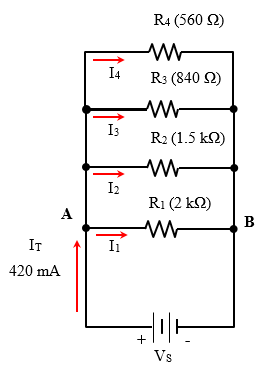 R4 (560 Ω)
I4
R3 (840 Ω)
I3
R2 (1.5 kΩ)
I2
R1 (2 kΩ)
A
B
IT
I1
420 mA
+
-
VS